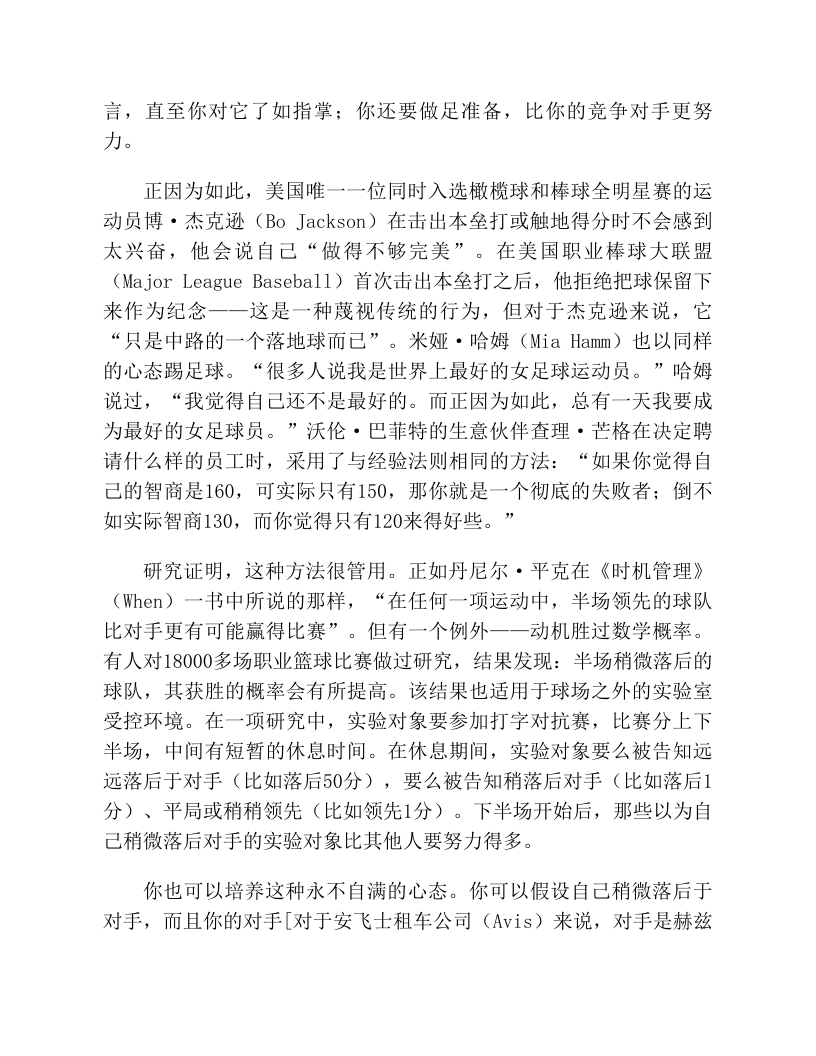 言，直至你对它了如指掌；你还要做足准备，比你的竞争对手更努
力。
正因为如此，美国唯一一位同时入选橄榄球和棒球全明星赛的运
动员博·杰克逊（Bo Jackson）在击出本垒打或触地得分时不会感到
太兴奋，他会说自己“做得不够完美”。在美国职业棒球大联盟
（Major League Baseball）首次击出本垒打之后，他拒绝把球保留下
来作为纪念——这是一种蔑视传统的行为，但对于杰克逊来说，它
“只是中路的一个落地球而已”。米娅·哈姆（Mia Hamm）也以同样
的心态踢足球。“很多人说我是世界上最好的女足球运动员。”哈姆
说过，“我觉得自己还不是最好的。而正因为如此，总有一天我要成
为最好的女足球员。”沃伦·巴菲特的生意伙伴查理·芒格在决定聘
请什么样的员工时，采用了与经验法则相同的方法：“如果你觉得自
己的智商是160，可实际只有150，那你就是一个彻底的失败者；倒不
如实际智商130，而你觉得只有120来得好些。”
研究证明，这种方法很管用。正如丹尼尔·平克在《时机管理》
（When）一书中所说的那样，“在任何一项运动中，半场领先的球队
比对手更有可能赢得比赛”。但有一个例外——动机胜过数学概率。
有人对18000多场职业篮球比赛做过研究，结果发现：半场稍微落后的
球队，其获胜的概率会有所提高。该结果也适用于球场之外的实验室
受控环境。在一项研究中，实验对象要参加打字对抗赛，比赛分上下
半场，中间有短暂的休息时间。在休息期间，实验对象要么被告知远
远落后于对手（比如落后50分），要么被告知稍落后对手（比如落后1
分）、平局或稍稍领先（比如领先1分）。下半场开始后，那些以为自
己稍微落后对手的实验对象比其他人要努力得多。
你也可以培养这种永不自满的心态。你可以假设自己稍微落后于
对手，而且你的对手[对于安飞士租车公司（Avis）来说，对手是赫兹